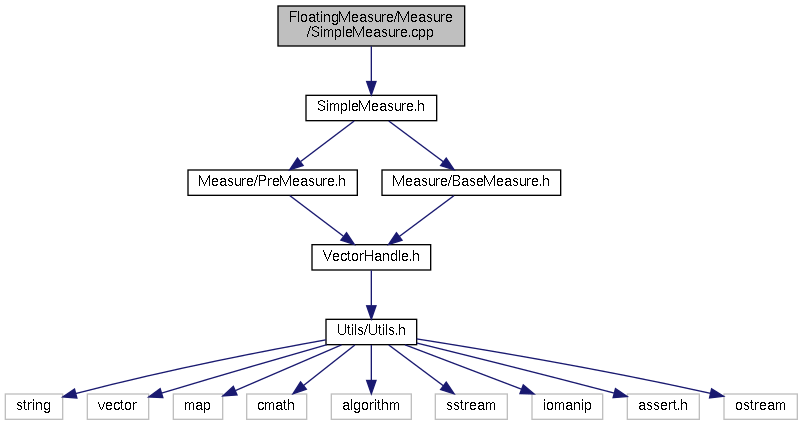 FloatingMeasure/Measure
/SimpleMeasure.cpp
SimpleMeasure.h
Measure/PreMeasure.h
Measure/BaseMeasure.h
VectorHandle.h
Utils/Utils.h
string
vector
map
cmath
algorithm
sstream
iomanip
assert.h
ostream